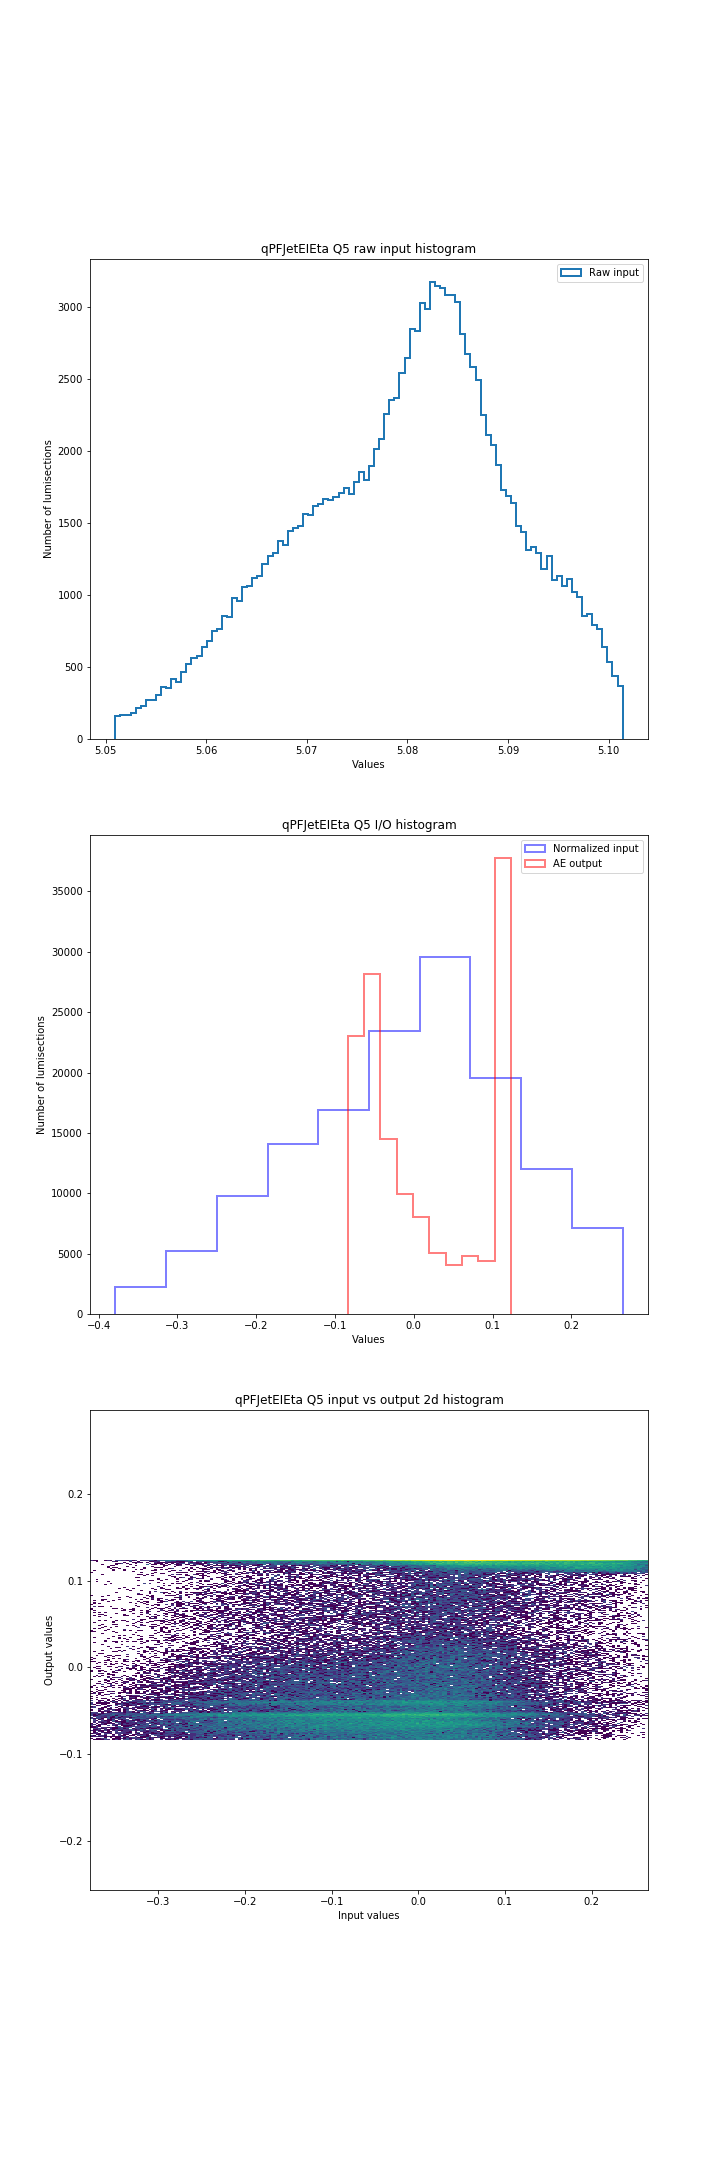 qPFJetEIEta Q5 raw input histogram
Raw input
3000
2500
2000
1500
1000
500
0
Number of lumisections
5.05 5.06 5.07 5.08 5.09 5.10
Values
qPFJetEIEta Q5 I/O histogram
Normalized input
AE output
35000
30000
25000
20000
15000
10000
5000
0
Number of lumisections
−0.4 −0.3 −0.2 −0.1 0.0 0.1 0.2
Values
qPFJetEIEta Q5 input vs output 2d histogram
0.2
0.1
0.0
−0.1
−0.2
Output values
−0.3 −0.2 −0.1 0.0 0.1 0.2
Input values